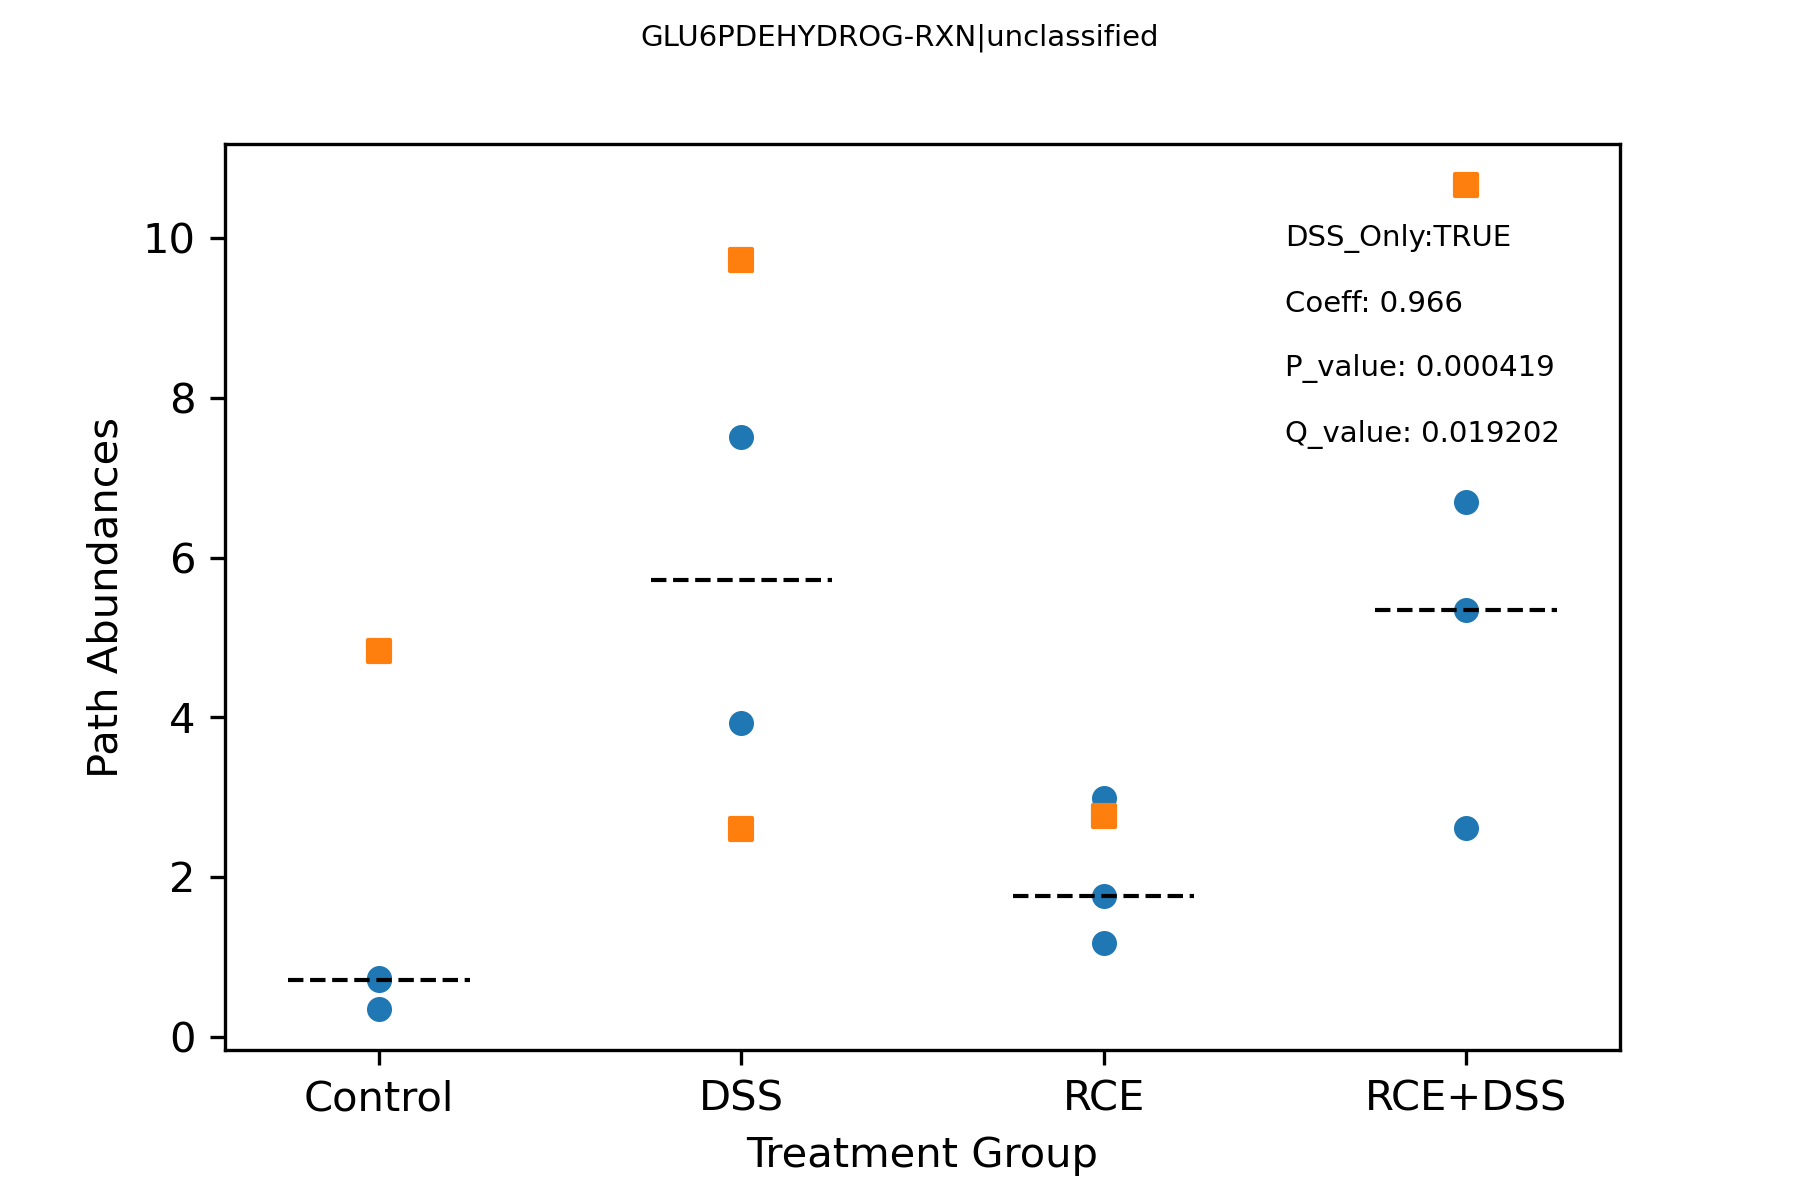 GLU6PDEHYDROG-RXN|unclassified
DSS_Only:TRUE
Coeff: 0.966
P_value: 0.000419
Q_value: 0.019202
Path Abundances
10
8
6
4
2
0
Control DSS RCE RCE+DSS
Treatment Group